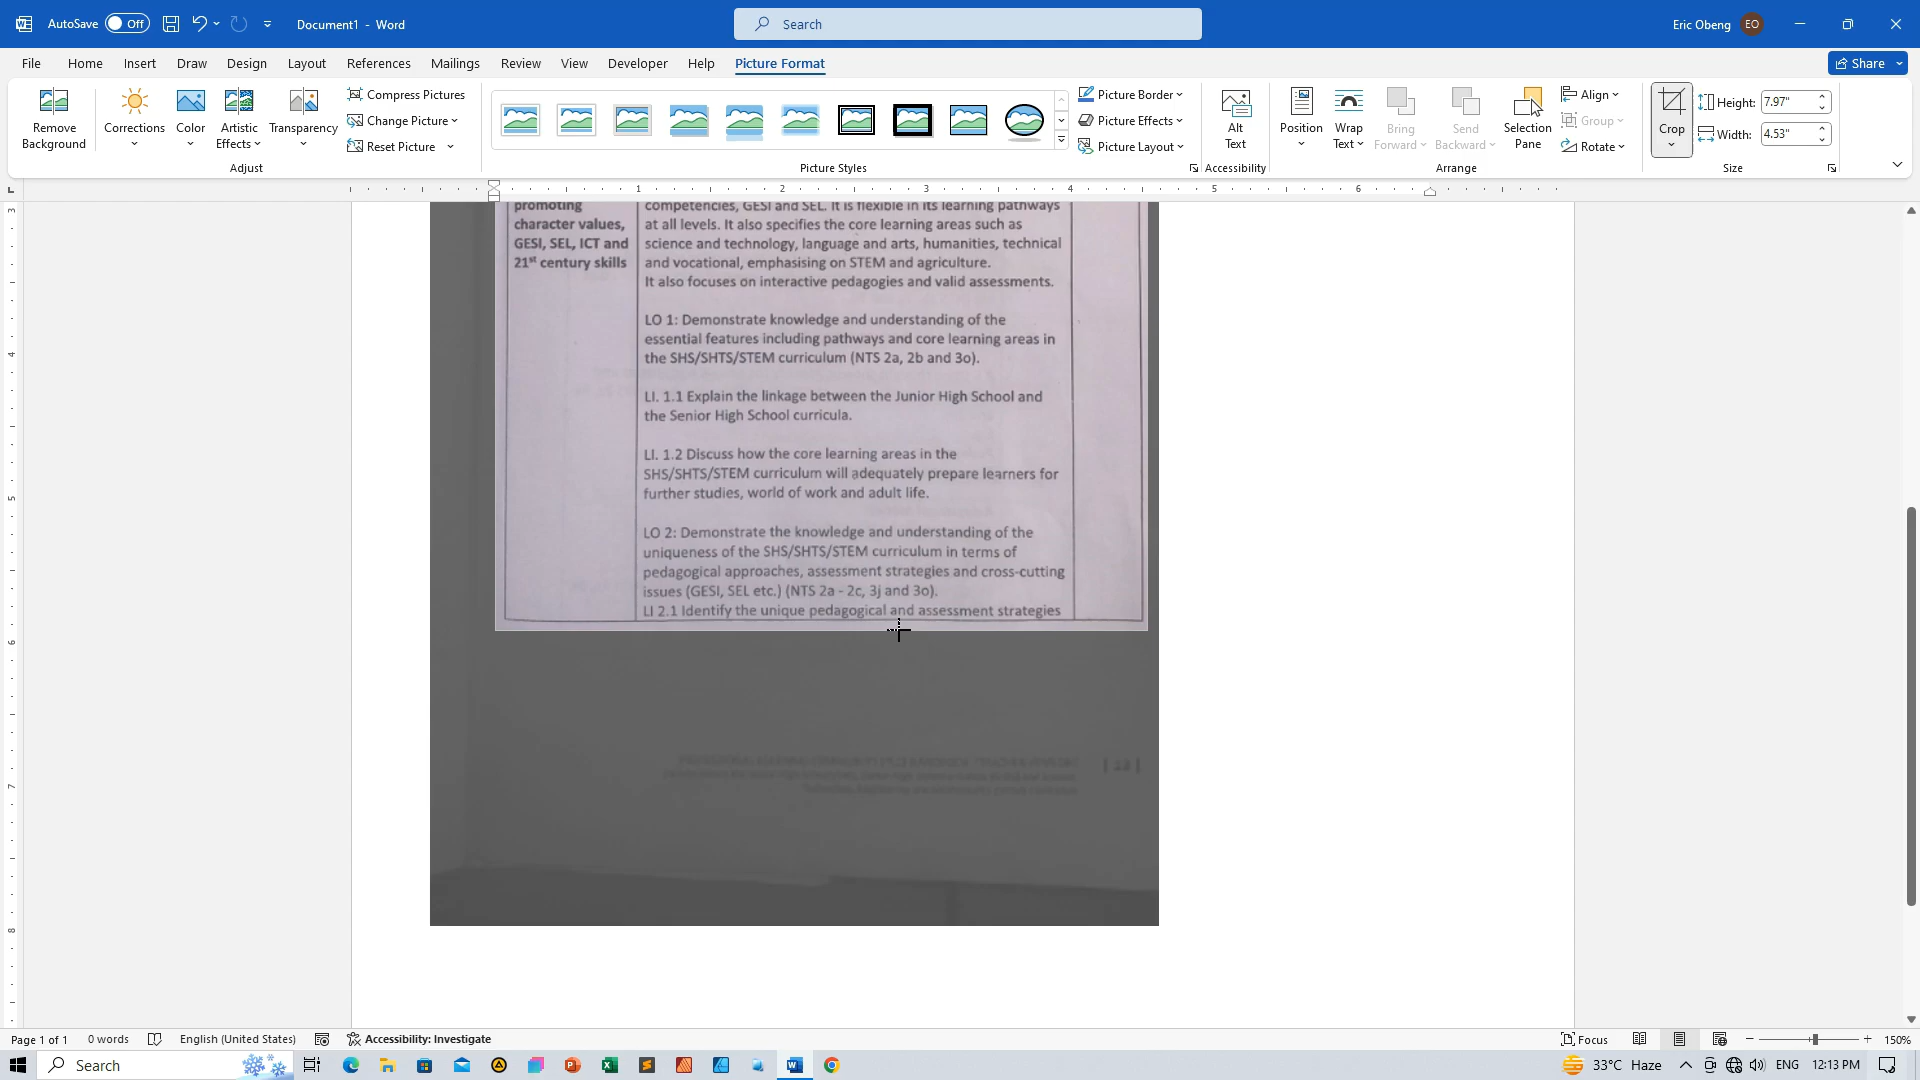 AutoSave Off Document1 - Word Search Eric Obeng EO
File Home Insert Draw Design Layout References Mailings Review View Developer Help Picture Format Share
Remove Background
Corrections
Color
Artistic Effects
Transparency
Compress Pictures
Change Picture
Reset Picture
Adjust
Picture Styles
Picture Border
Picture Effects
Picture Layout
Alt Text
Accessibility
Position
Wrap Text
Bring Forward
Send Backward
Selection Pane
Align
Group
Rotate
Arrange
Crop
Height: 7.97"
Width: 4.53"
Size
1 2 3 4 5 6
3
4
5
6
7
8
promoting
character values,
GESI, SEL, ICT and
21st century skills
competencies, GESI and SEL. It is flexible in its learning pathways
at all levels. It also specifies the core learning areas such as
science and technology, language and arts, humanities, technical
and vocational, emphasising on STEM and agriculture.
It also focuses on interactive pedagogies and valid assessments.
LO 1: Demonstrate knowledge and understanding of the
essential features including pathways and core learning areas in
the SHS/SHTS/STEM curriculum (NTS 2a, 2b and 3o).
LI. 1.1 Explain the linkage between the Junior High School and
the Senior High School curricula.
LI. 1.2 Discuss how the core learning areas in the
SHS/SHTS/STEM curriculum will adequately prepare learners for
further studies, world of work and adult life.
LO 2: Demonstrate the knowledge and understanding of the
uniqueness of the SHS/SHTS/STEM curriculum in terms of
pedagogical approaches, assessment strategies and cross-cutting
issues (GESI, SEL etc.) (NTS 2a - 2c, 3j and 3o).
LI 2.1 Identify the unique pedagogical and assessment strategies
Page 1 of 1 0 words English (United States) Accessibility: Investigate Focus 150%
Search 33°C Haze ENG 12:13 PM